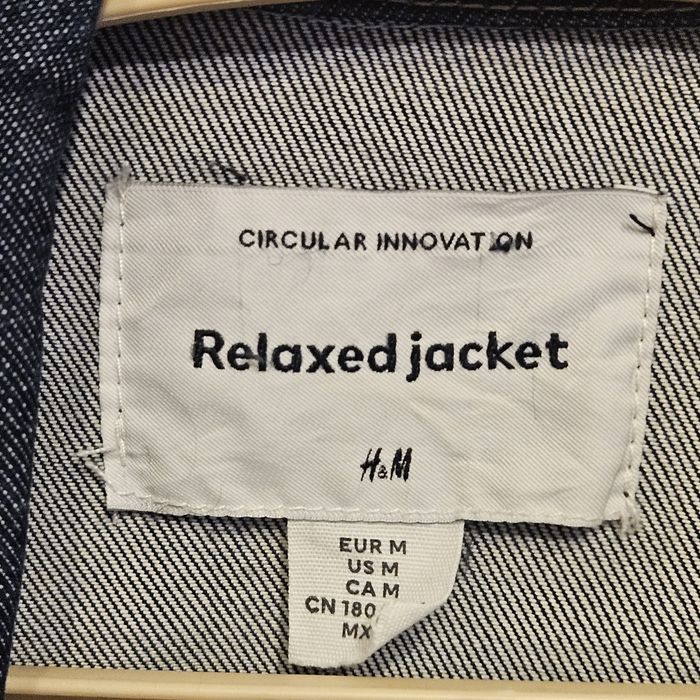 CIRCULAR INNOVATION
Relaxed jacket
H&M
EUR M
US M
CA M
CN 180
MX